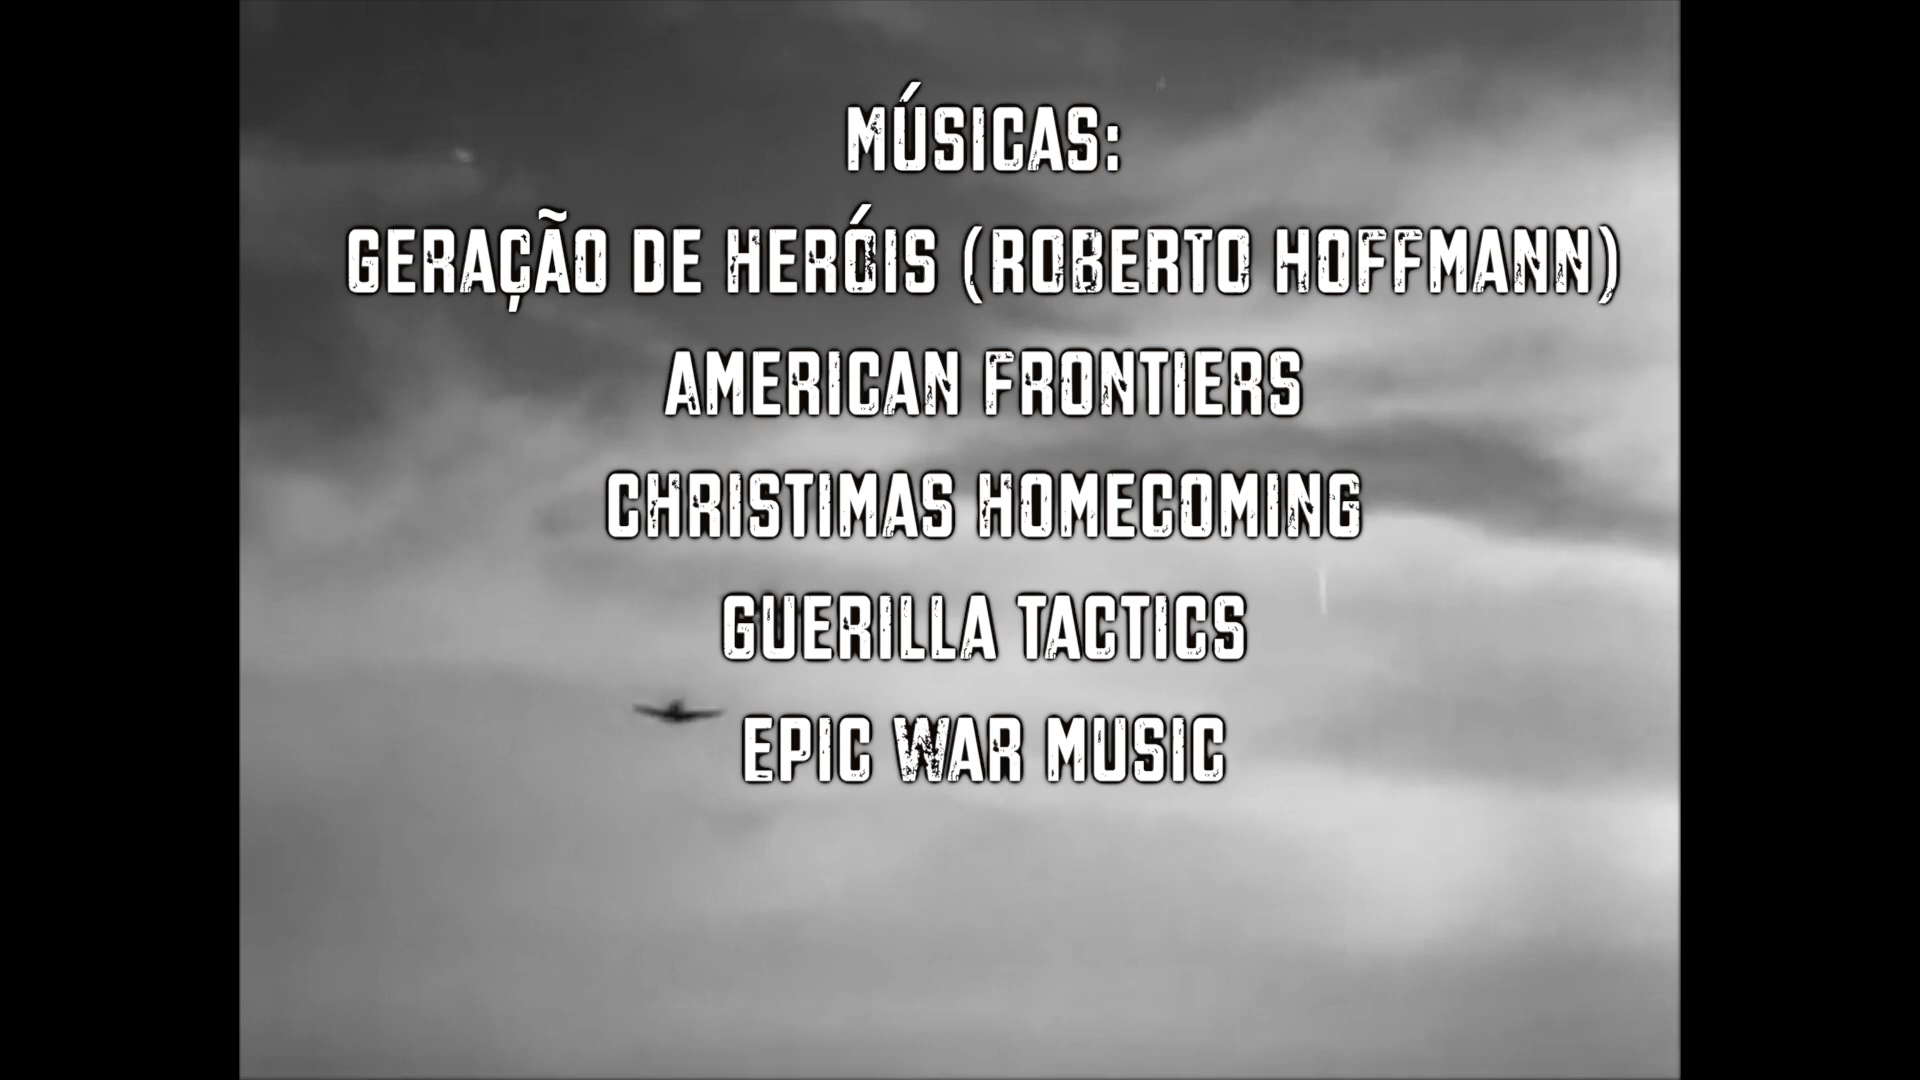 MÚSICAS:
GERAÇÃO DE HERÓIS (ROBERTO HOFFMANN)
AMERICAN FRONTIERS
CHRISTIMAS HOMECOMING
GUERILLA TACTICS
EPIC WAR MUSIC